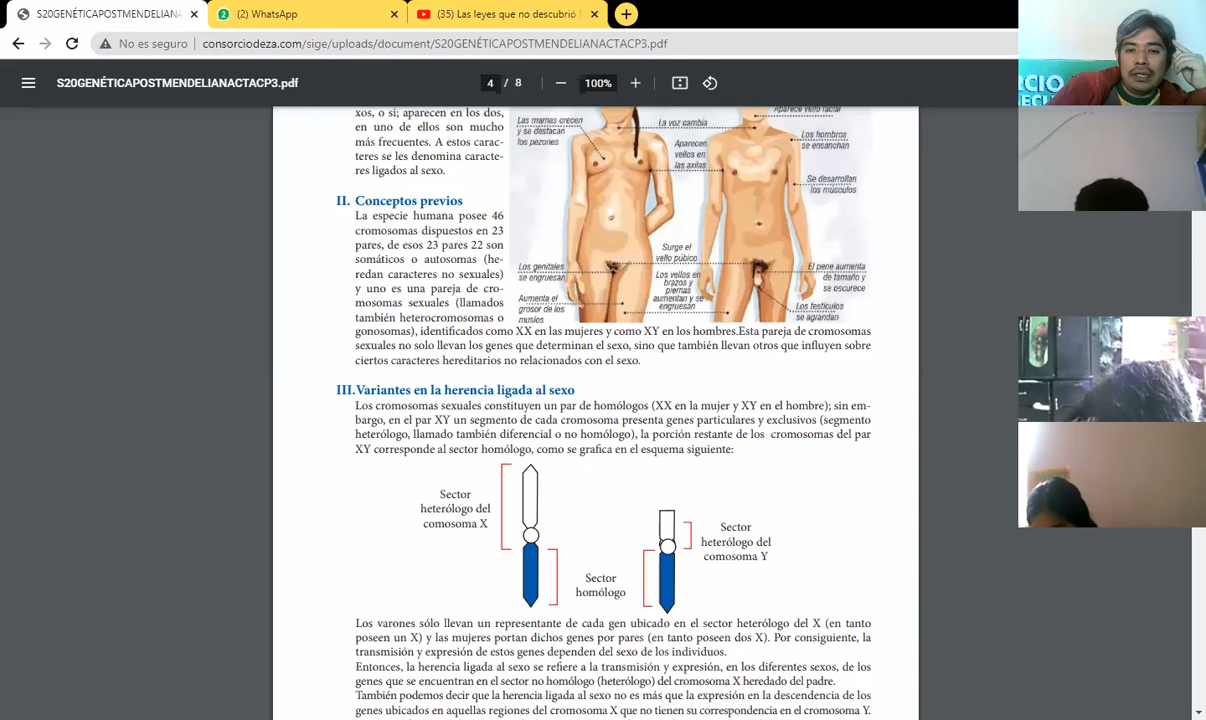 S20GENÉTICAPOSTMENDELIANA
(2) WhatsApp
(35) Las leyes que no descubrió
No es seguro
consorciodeza.com/sige/uploads/document/S20GENÉTICAPOSTMENDELIANACTACP3.pdf
S20GENÉTICAPOSTMENDELIANACTACP3.pdf
4 / 8
100%
xos, o si; aparecen en los dos,
en uno de ellos son mucho
más frecuentes. A estos carac-
teres se les denomina caracte-
res ligados al sexo.
Las mamas crecen
y se destacan
los pezones
La voz cambia
Aparece vello facial
Aparecen
vellos en
las axilas
Los hombros
se ensanchan
Se desarrollan
los músculos
Surge el
vello púbico
Los genitales
se engruesan
Los vellos en
brazos y
piernas
aumentan y se
engruesan
El pene aumenta
de tamaño y
se oscurece
Aumenta el
grosor de los
muslos
Los testículos
se agrandan
II. Conceptos previos
La especie humana posee 46
cromosomas dispuestos en 23
pares, de esos 23 pares 22 son
somáticos o autosomas (he-
redan caracteres no sexuales)
y uno es una pareja de cro-
mosomas sexuales (llamados
también heterocromosomas o
gonosomas), identificados como XX en las mujeres y como XY en los hombres.Esta pareja de cromosomas
sexuales no solo llevan los genes que determinan el sexo, sino que también llevan otros que influyen sobre
ciertos caracteres hereditarios no relacionados con el sexo.
III.Variantes en la herencia ligada al sexo
Los cromosomas sexuales constituyen un par de homólogos (XX en la mujer y XY en el hombre); sin em-
bargo, en el par XY un segmento de cada cromosoma presenta genes particulares y exclusivos (segmento
heterólogo, llamado también diferencial o no homólogo), la porción restante de los cromosomas del par
XY corresponde al sector homólogo, como se grafica en el esquema siguiente:
Sector
heterólogo del
comosoma X
Sector
heterólogo del
comosoma Y
Sector
homólogo
Los varones sólo llevan un representante de cada gen ubicado en el sector heterólogo del X (en tanto
poseen un X) y las mujeres portan dichos genes por pares (en tanto poseen dos X). Por consiguiente, la
transmisión y expresión de estos genes dependen del sexo de los individuos.
Entonces, la herencia ligada al sexo se refiere a la transmisión y expresión, en los diferentes sexos, de los
genes que se encuentran en el sector no homólogo (heterólogo) del cromosoma X heredado del padre.
También podemos decir que la herencia ligada al sexo no es más que la expresión en la descendencia de los
genes ubicados en aquellas regiones del cromosoma X que no tienen su correspondencia en el cromosoma Y.